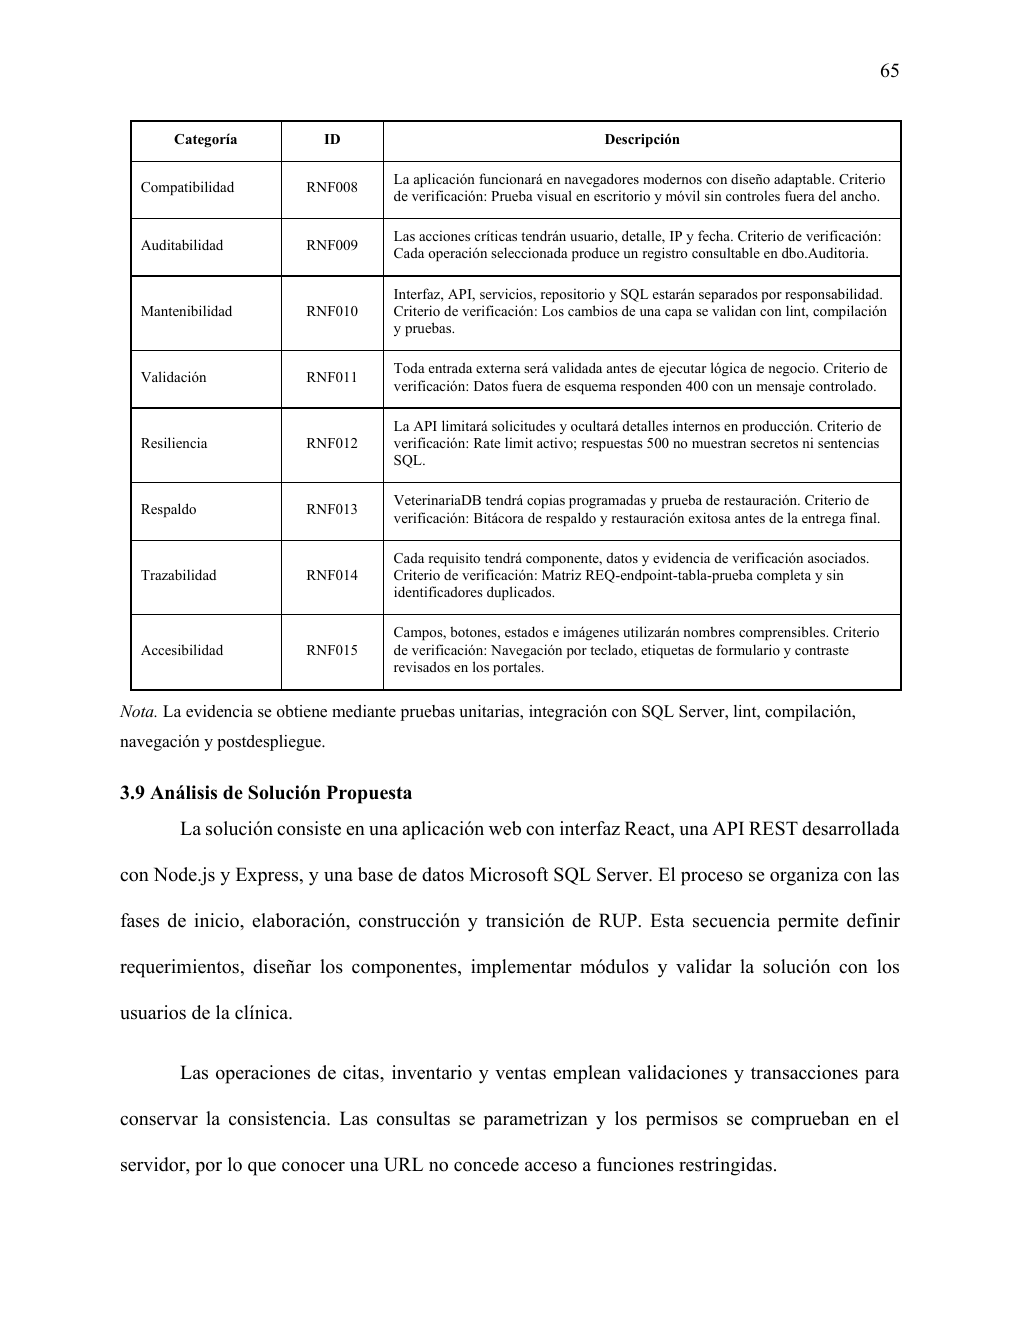 65
Categoría ID Descripción
Compatibilidad RNF008 La aplicación funcionará en navegadores modernos con diseño adaptable. Criterio
de verificación: Prueba visual en escritorio y móvil sin controles fuera del ancho.
Auditabilidad RNF009 Las acciones críticas tendrán usuario, detalle, IP y fecha. Criterio de verificación:
Cada operación seleccionada produce un registro consultable en dbo.Auditoria.
Mantenibilidad RNF010 Interfaz, API, servicios, repositorio y SQL estarán separados por responsabilidad.
Criterio de verificación: Los cambios de una capa se validan con lint, compilación
y pruebas.
Validación RNF011 Toda entrada externa será validada antes de ejecutar lógica de negocio. Criterio de
verificación: Datos fuera de esquema responden 400 con un mensaje controlado.
Resiliencia RNF012 La API limitará solicitudes y ocultará detalles internos en producción. Criterio de
verificación: Rate limit activo; respuestas 500 no muestran secretos ni sentencias
SQL.
Respaldo RNF013 VeterinariaDB tendrá copias programadas y prueba de restauración. Criterio de
verificación: Bitácora de respaldo y restauración exitosa antes de la entrega final.
Trazabilidad RNF014 Cada requisito tendrá componente, datos y evidencia de verificación asociados.
Criterio de verificación: Matriz REQ-endpoint-tabla-prueba completa y sin
identificadores duplicados.
Accesibilidad RNF015 Campos, botones, estados e imágenes utilizarán nombres comprensibles. Criterio
de verificación: Navegación por teclado, etiquetas de formulario y contraste
revisados en los portales.
Nota. La evidencia se obtiene mediante pruebas unitarias, integración con SQL Server, lint, compilación,
navegación y postdespliegue.
3.9 Análisis de Solución Propuesta
La solución consiste en una aplicación web con interfaz React, una API REST desarrollada
con Node.js y Express, y una base de datos Microsoft SQL Server. El proceso se organiza con las
fases de inicio, elaboración, construcción y transición de RUP. Esta secuencia permite definir
requerimientos, diseñar los componentes, implementar módulos y validar la solución con los
usuarios de la clínica.
Las operaciones de citas, inventario y ventas emplean validaciones y transacciones para
conservar la consistencia. Las consultas se parametrizan y los permisos se comprueban en el
servidor, por lo que conocer una URL no concede acceso a funciones restringidas.